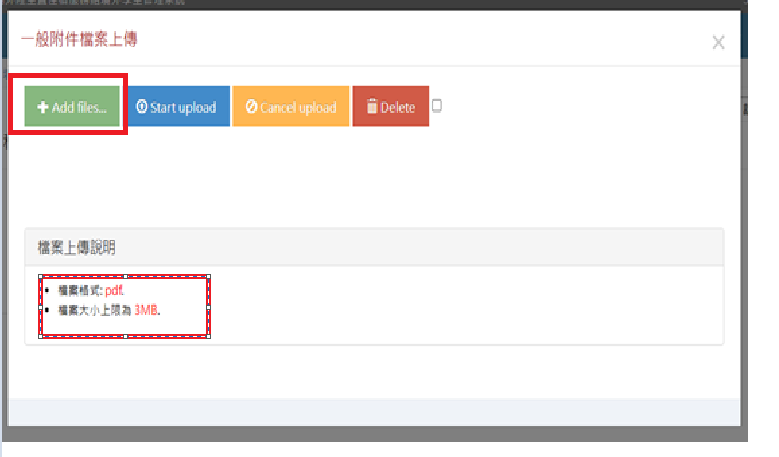 一般附件檔案上傳
×
+ Add files...
Start upload
Cancel upload
Delete
檔案上傳說明
檔案格式: pdf.
檔案大小上限為 3MB.